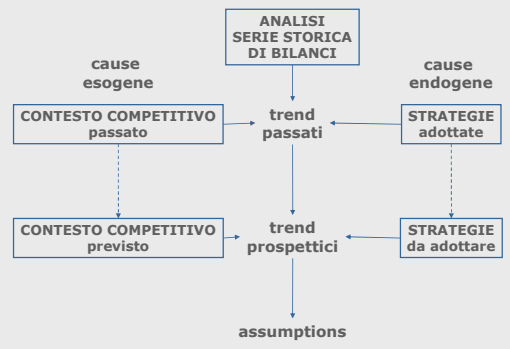 ANALISI
SERIE STORICA
DI BILANCI
cause
esogene
cause
endogene
CONTESTO COMPETITIVO
passato
trend
passati
STRATEGIE
adottate
CONTESTO COMPETITIVO
previsto
trend
prospettici
STRATEGIE
da adottare
assumptions